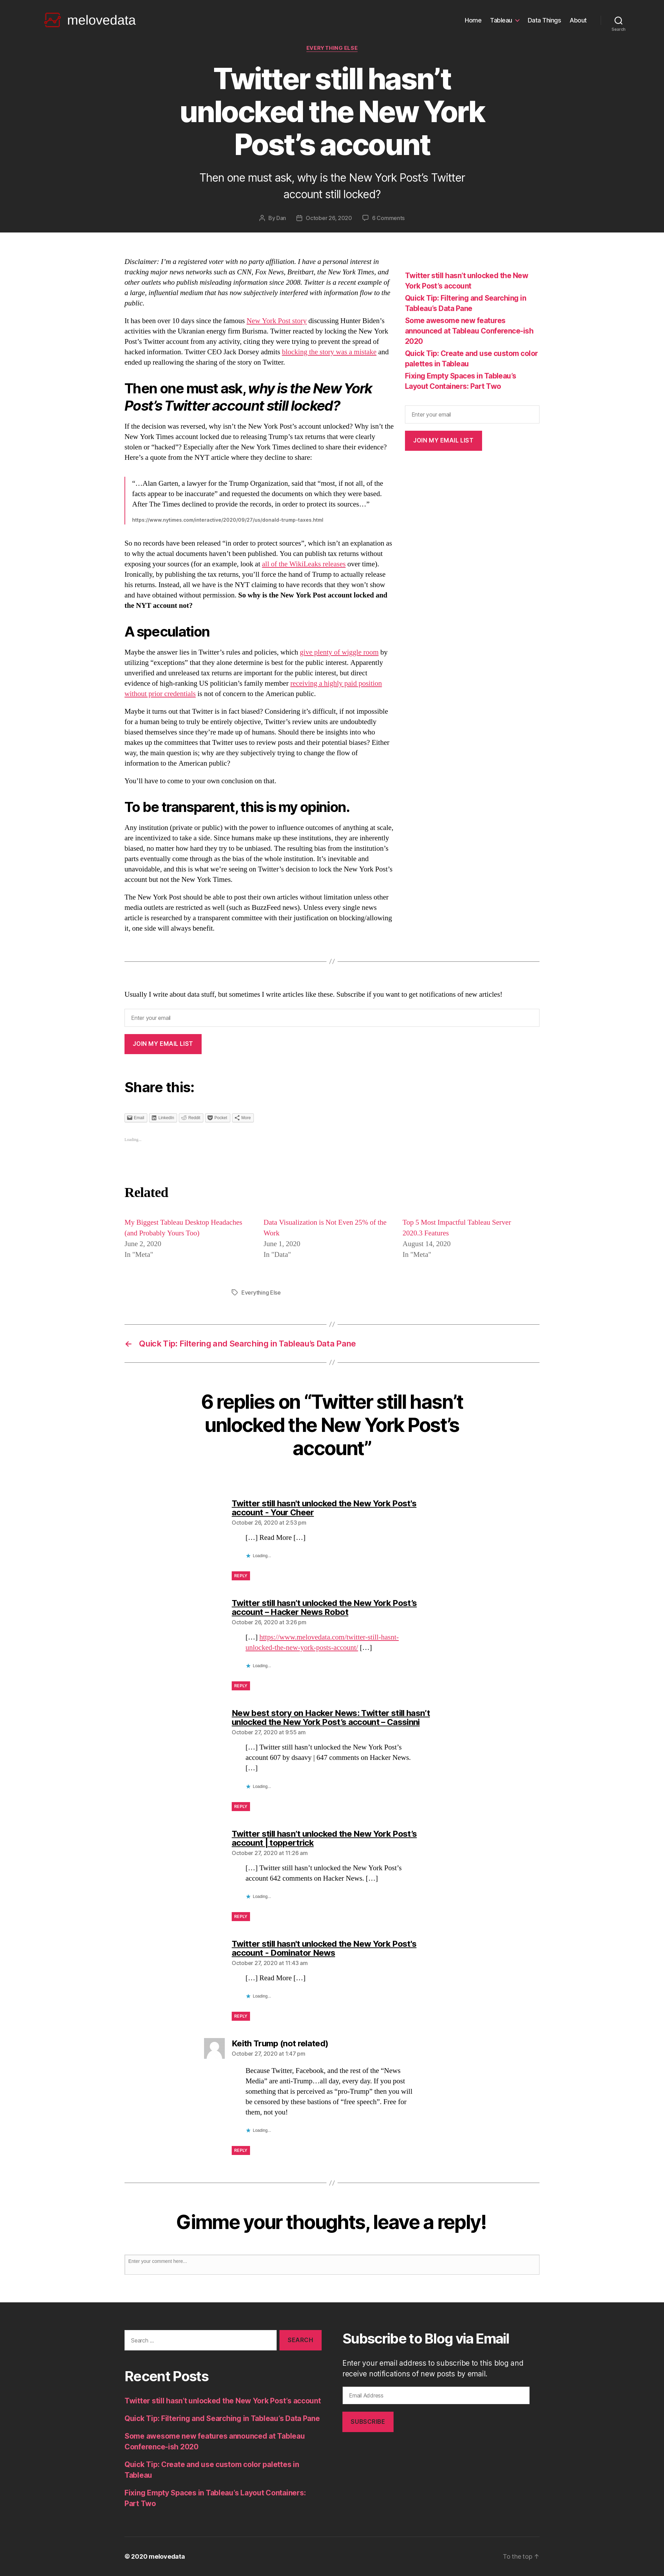 melovedata
Home Tableau Data Things About
Search
EVERYTHING ELSE
Twitter still hasn’t
unlocked the New York
Post’s account
Then one must ask, why is the New York Post’s Twitter
account still locked?
By Dan October 26, 2020 6 Comments
Disclaimer: I’m a registered voter with no party affiliation. I have a personal interest in
tracking major news networks such as CNN, Fox News, Breitbart, the New York Times, and
other outlets who publish misleading information since 2008. Twitter is a recent example of
a large, influential medium that has subjectively interfered with information flow to the
public.
It has been over 10 days since the famous New York Post story discussing Hunter Biden’s
activities with the Ukrainian energy firm Burisma. Twitter reacted by locking the New York
Post’s Twitter account from any activity, citing they were trying to prevent the spread of
hacked information. Twitter CEO Jack Dorsey admits blocking the story was a mistake and
ended up reallowing the sharing of the story on Twitter.
Then one must ask, why is the New York
Post’s Twitter account still locked?
If the decision was reversed, why isn’t the New York Post’s account unlocked? Why isn’t the
New York Times account locked due to releasing Trump’s tax returns that were clearly
stolen or “hacked”? Especially after the New York Times declined to share their evidence?
Here’s a quote from the NYT article where they decline to share:
“…Alan Garten, a lawyer for the Trump Organization, said that “most, if not all, of the
facts appear to be inaccurate” and requested the documents on which they were based.
After The Times declined to provide the records, in order to protect its sources…”
https://www.nytimes.com/interactive/2020/09/27/us/donald-trump-taxes.html
So no records have been released “in order to protect sources”, which isn’t an explanation as
to why the actual documents haven’t been published. You can publish tax returns without
exposing your sources (for an example, look at all of the WikiLeaks releases over time).
Ironically, by publishing the tax returns, you’ll force the hand of Trump to actually release
his returns. Instead, all we have is the NYT claiming to have records that they won’t show
and have obtained without permission. So why is the New York Post account locked and
the NYT account not?
A speculation
Maybe the answer lies in Twitter’s rules and policies, which give plenty of wiggle room by
utilizing “exceptions” that they alone determine is best for the public interest. Apparently
unverified and unreleased tax returns are important for the public interest, but direct
evidence of high-ranking US politician’s family member receiving a highly paid position
without prior credentials is not of concern to the American public.
Maybe it turns out that Twitter is in fact biased? Considering it’s difficult, if not impossible
for a human being to truly be entirely objective, Twitter’s review units are undoubtedly
biased themselves since they’re made up of humans. Should there be insights into who
makes up the committees that Twitter uses to review posts and their potential biases? Either
way, the main question is; why are they subjectively trying to change the flow of
information to the American public?
You’ll have to come to your own conclusion on that.
To be transparent, this is my opinion.
Any institution (private or public) with the power to influence outcomes of anything at scale,
are incentivized to take a side. Since humans make up these institutions, they are inherently
biased, no matter how hard they try to be unbiased. The resulting bias from the institution’s
parts eventually come through as the bias of the whole institution. It’s inevitable and
unavoidable, and this is what we’re seeing on Twitter’s decision to lock the New York Post’s
account but not the New York Times.
The New York Post should be able to post their own articles without limitation unless other
media outlets are restricted as well (such as BuzzFeed news). Unless every single news
article is researched by a transparent committee with their justification on blocking/allowing
it, one side will always benefit.
Twitter still hasn’t unlocked the New
York Post’s account
Quick Tip: Filtering and Searching in
Tableau’s Data Pane
Some awesome new features
announced at Tableau Conference-ish
2020
Quick Tip: Create and use custom color
palettes in Tableau
Fixing Empty Spaces in Tableau’s
Layout Containers: Part Two
Enter your email
JOIN MY EMAIL LIST
//
Usually I write about data stuff, but sometimes I write articles like these. Subscribe if you want to get notifications of new articles!
Enter your email
JOIN MY EMAIL LIST
Share this:
Email LinkedIn Reddit Pocket More
Loading...
Related
My Biggest Tableau Desktop Headaches
(and Probably Yours Too)
June 2, 2020
In "Meta"
Data Visualization is Not Even 25% of the
Work
June 1, 2020
In "Data"
Top 5 Most Impactful Tableau Server
2020.3 Features
August 14, 2020
In "Meta"
Everything Else
//
← Quick Tip: Filtering and Searching in Tableau’s Data Pane
//
6 replies on “Twitter still hasn’t
unlocked the New York Post’s
account”
Twitter still hasn't unlocked the New York Post's
account - Your Cheer
October 26, 2020 at 2:53 pm
[…] Read More […]
Loading...
REPLY
Twitter still hasn’t unlocked the New York Post’s
account – Hacker News Robot
October 26, 2020 at 3:26 pm
[…] https://www.melovedata.com/twitter-still-hasnt-
unlocked-the-new-york-posts-account/ […]
Loading...
REPLY
New best story on Hacker News: Twitter still hasn’t
unlocked the New York Post’s account – Cassinni
October 27, 2020 at 9:55 am
[…] Twitter still hasn’t unlocked the New York Post’s
account 607 by dsaavy | 647 comments on Hacker News.
[…]
Loading...
REPLY
Twitter still hasn’t unlocked the New York Post’s
account | toppertrick
October 27, 2020 at 11:26 am
[…] Twitter still hasn’t unlocked the New York Post’s
account 642 comments on Hacker News. […]
Loading...
REPLY
Twitter still hasn't unlocked the New York Post's
account - Dominator News
October 27, 2020 at 11:43 am
[…] Read More […]
Loading...
REPLY
Keith Trump (not related)
October 27, 2020 at 1:47 pm
Because Twitter, Facebook, and the rest of the “News
Media” are anti-Trump…all day, every day. If you post
something that is perceived as “pro-Trump” then you will
be censored by these bastions of “free speech”. Free for
them, not you!
Loading...
REPLY
//
Gimme your thoughts, leave a reply!
Enter your comment here...
Search …
SEARCH
Recent Posts
Twitter still hasn’t unlocked the New York Post’s account
Quick Tip: Filtering and Searching in Tableau’s Data Pane
Some awesome new features announced at Tableau
Conference-ish 2020
Quick Tip: Create and use custom color palettes in
Tableau
Fixing Empty Spaces in Tableau’s Layout Containers:
Part Two
Subscribe to Blog via Email
Enter your email address to subscribe to this blog and
receive notifications of new posts by email.
Email Address
SUBSCRIBE
© 2020 melovedata
To the top ↑